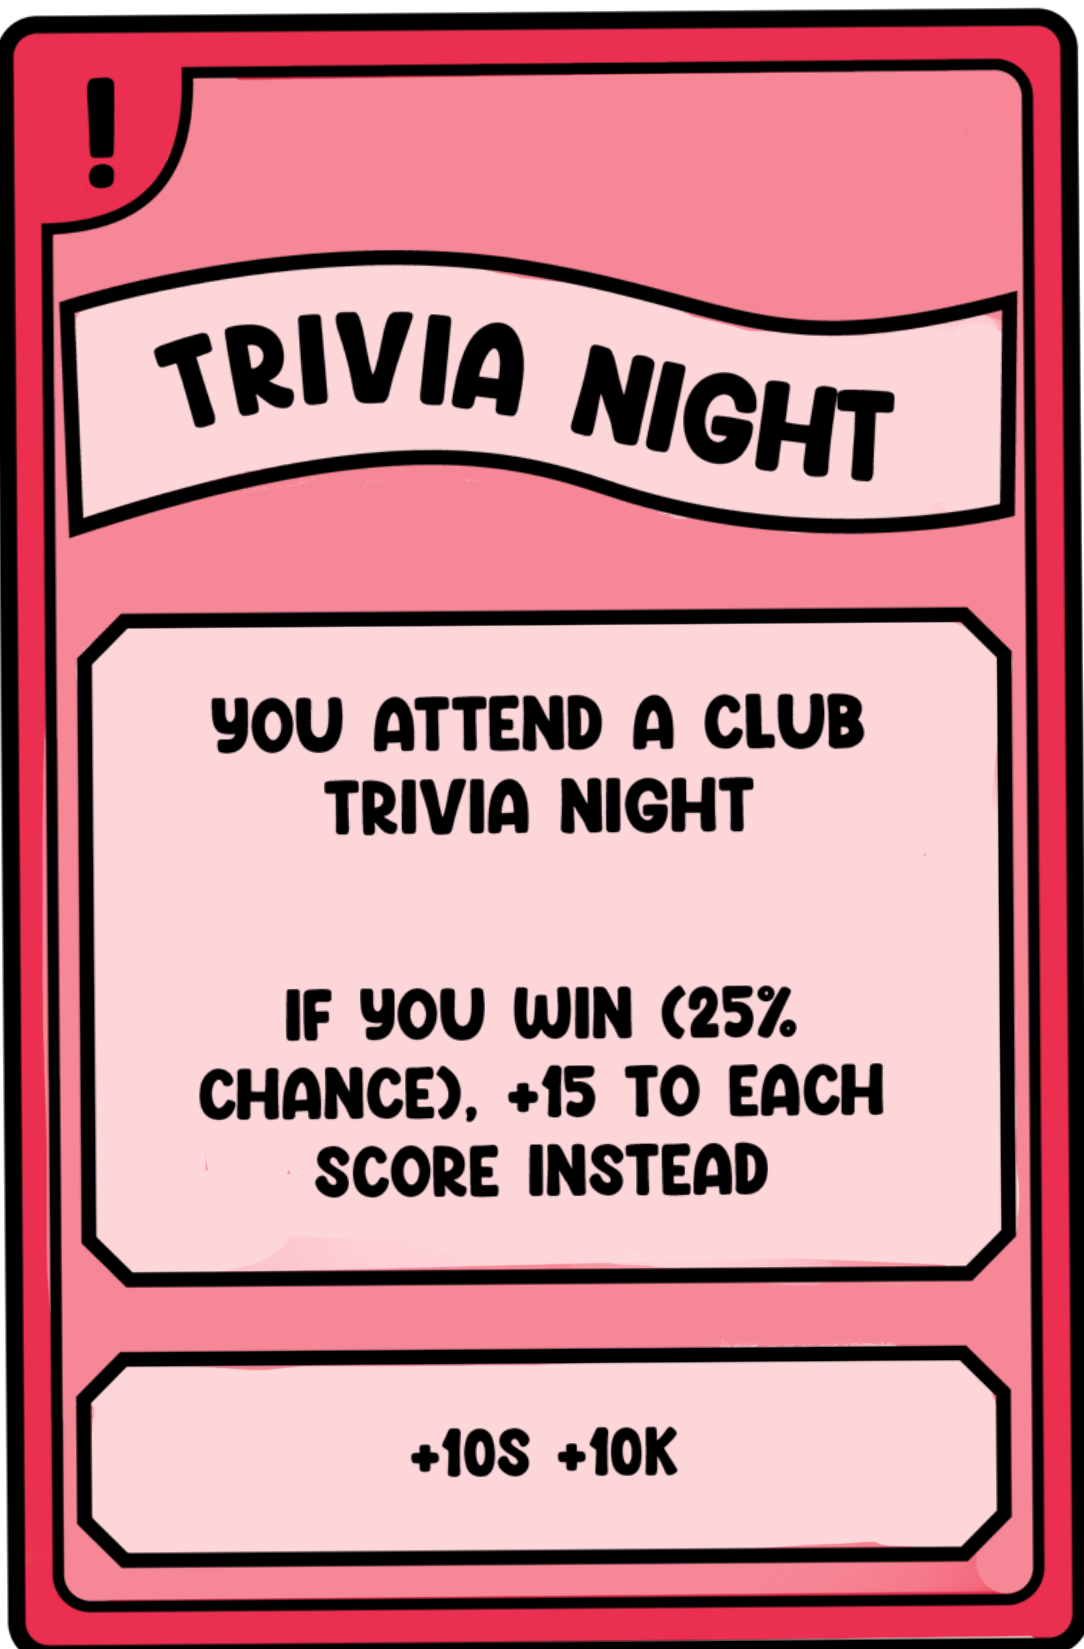 !
TRIVIA NIGHT
YOU ATTEND A CLUB
TRIVIA NIGHT
IF YOU WIN (25%
CHANCE), +15 TO EACH
SCORE INSTEAD
+10S +10K